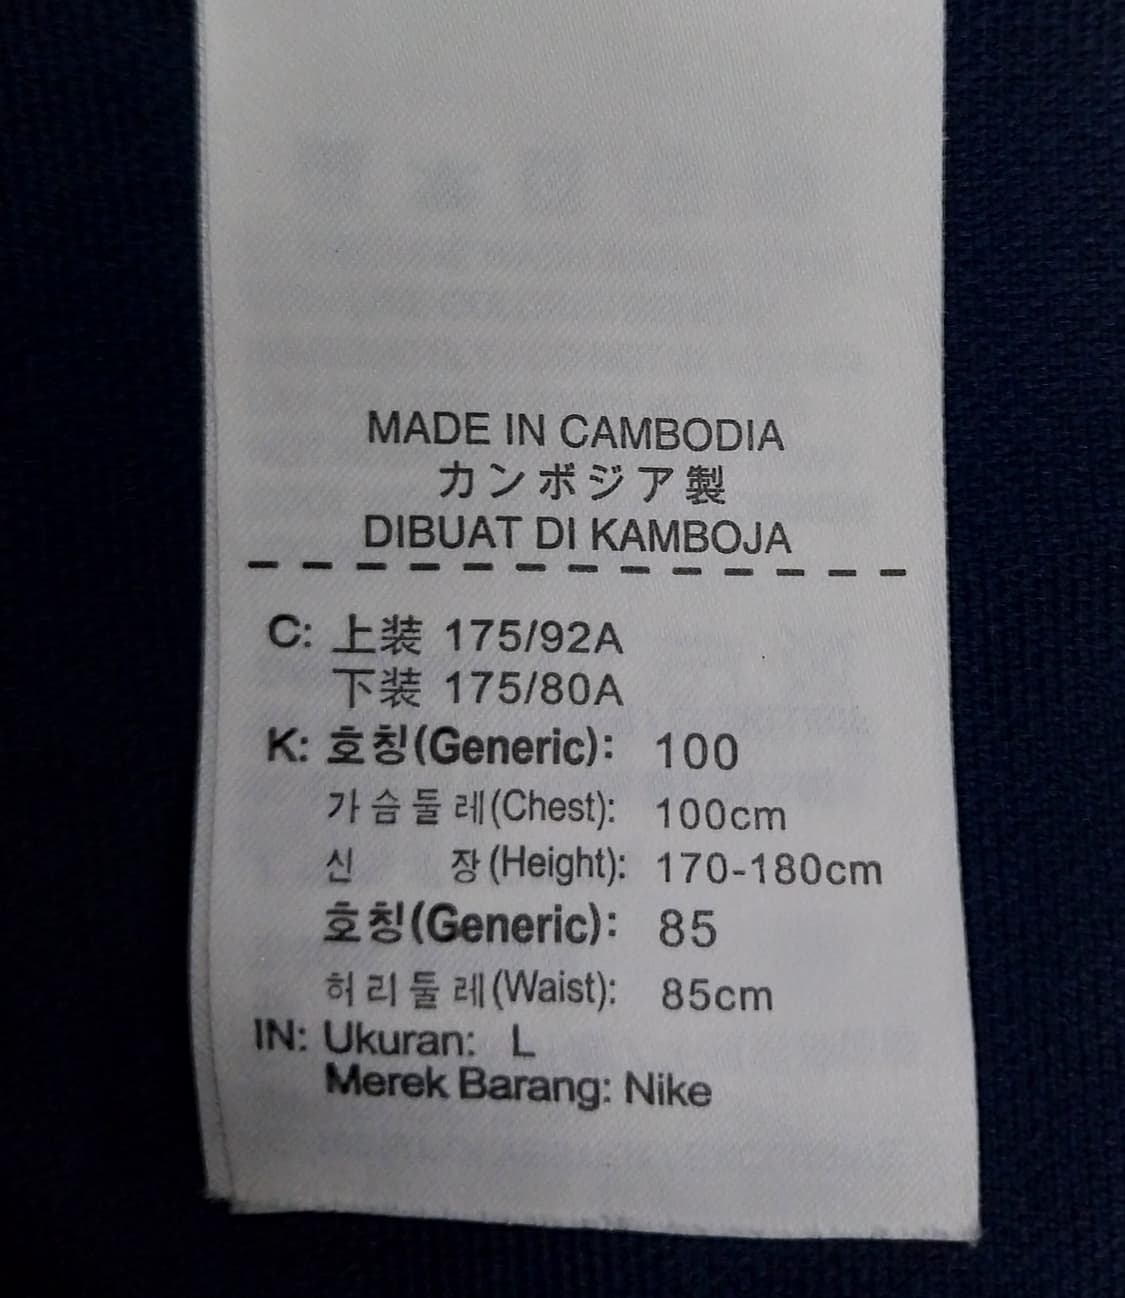 MADE IN CAMBODIA
カンボジア製
DIBUAT DI KAMBOJA
C: 上装 175/92A
下装 175/80A
K: 호칭(Generic): 100
가슴둘레(Chest): 100cm
신 장(Height): 170-180cm
호칭(Generic): 85
허리둘레(Waist): 85cm
IN: Ukuran: L
Merek Barang: Nike